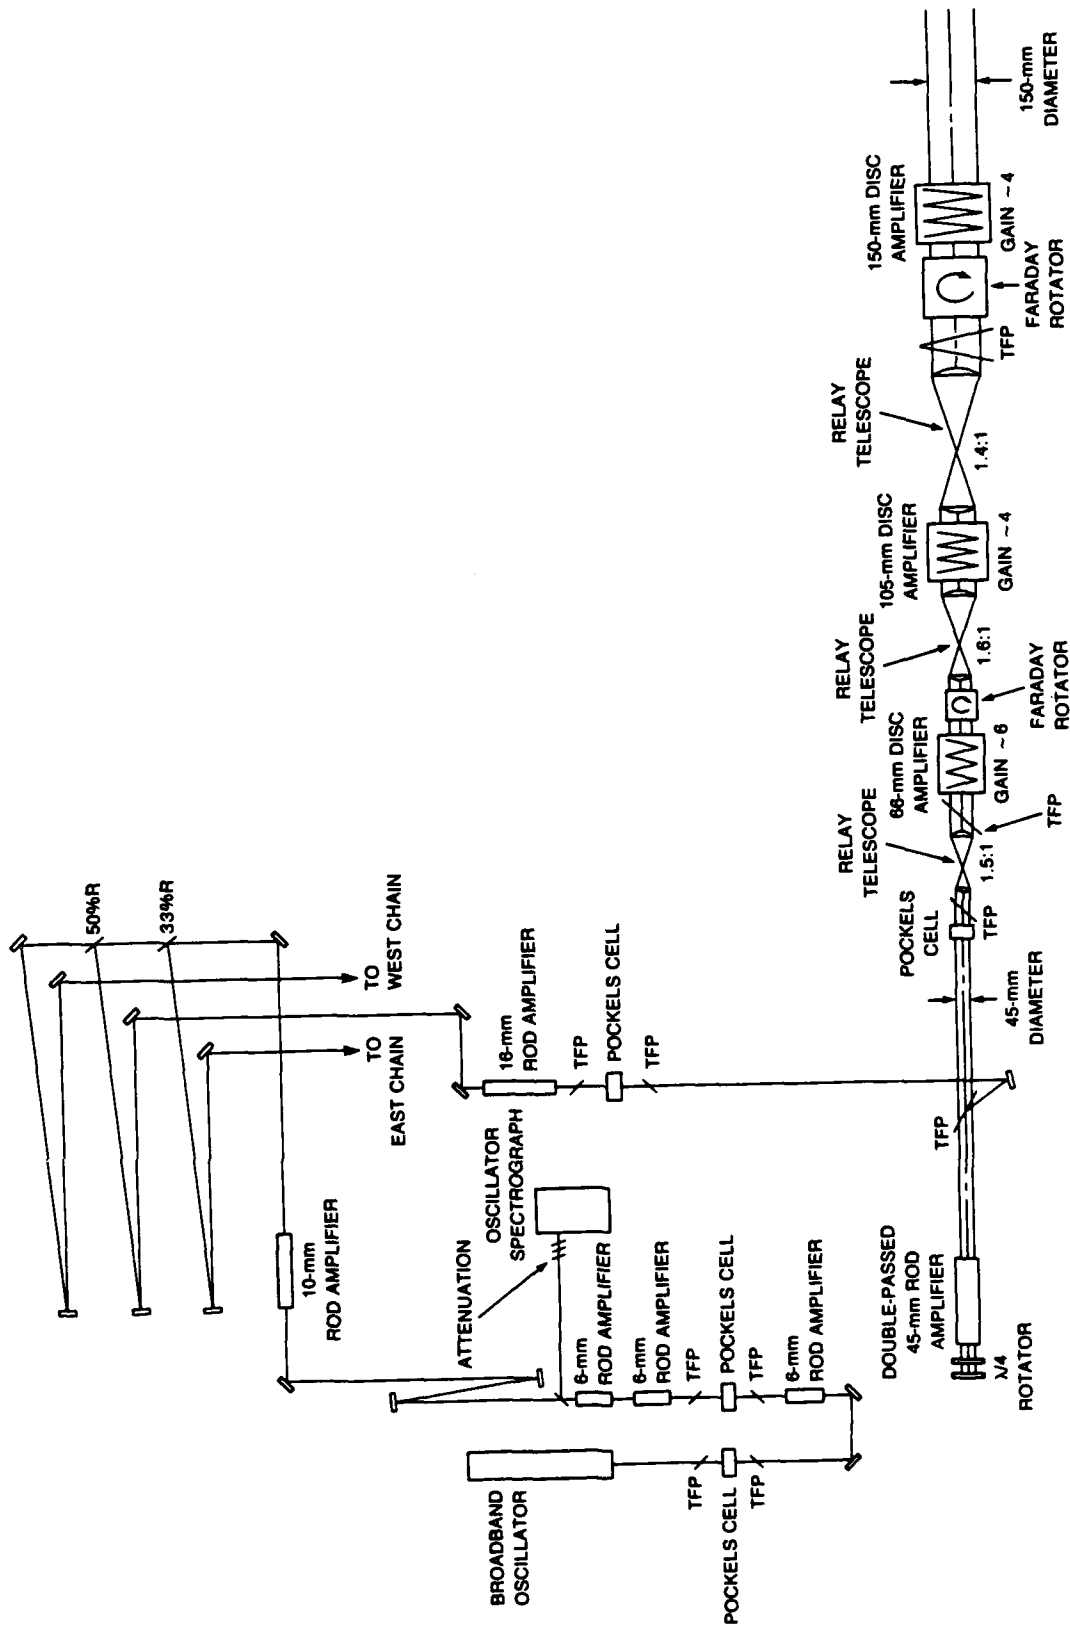 50%R
33%R
TO
WEST CHAIN
TO
EAST CHAIN
10-mm
ROD AMPLIFIER
16-mm
ROD AMPLIFIER
TFP
POCKELS CELL
TFP
OSCILLATOR
SPECTROGRAPH
ATTENUATION
6-mm
ROD AMPLIFIER
6-mm
ROD AMPLIFIER
TFP
POCKELS CELL
TFP
6-mm
ROD AMPLIFIER
BROADBAND
OSCILLATOR
TFP
POCKELS CELL
TFP
DOUBLE-PASSED
45-mm ROD
AMPLIFIER
λ/4
ROTATOR
TFP
45-mm
DIAMETER
POCKELS
CELL
TFP
RELAY
TELESCOPE
1.5:1
TFP
66-mm DISC
AMPLIFIER
GAIN ~6
FARADAY
ROTATOR
RELAY
TELESCOPE
1.6:1
105-mm DISC
AMPLIFIER
GAIN ~4
RELAY
TELESCOPE
1.4:1
TFP
FARADAY
ROTATOR
150-mm DISC
AMPLIFIER
GAIN ~4
150-mm
DIAMETER